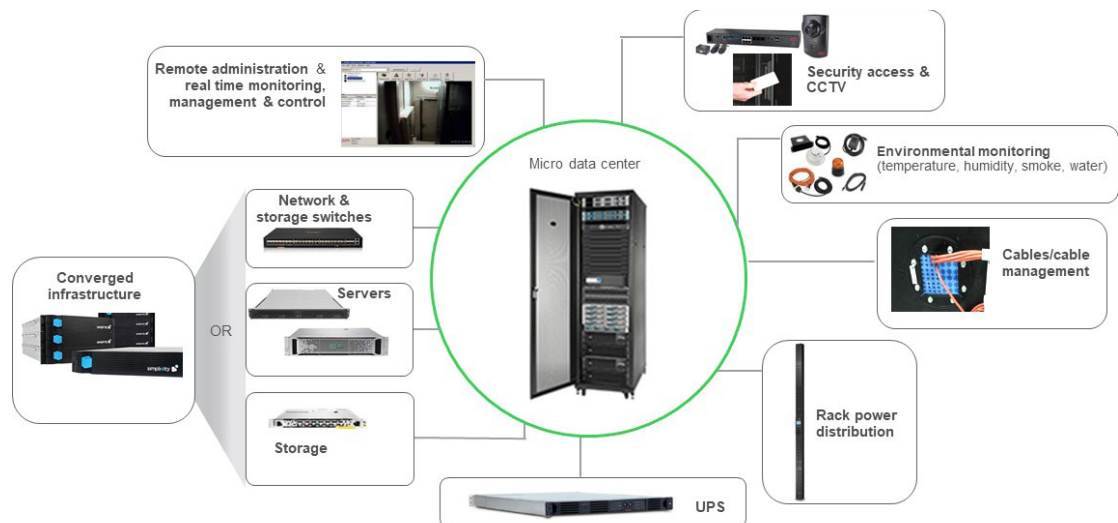 Remote administration &
real time monitoring,
management & control
Security access &
CCTV
Micro data center
Environmental monitoring
(temperature, humidity, smoke, water)
Network &
storage switches
Cables/cable
management
Converged
infrastructure
Servers
OR
simplivity
Rack power
distribution
Storage
UPS